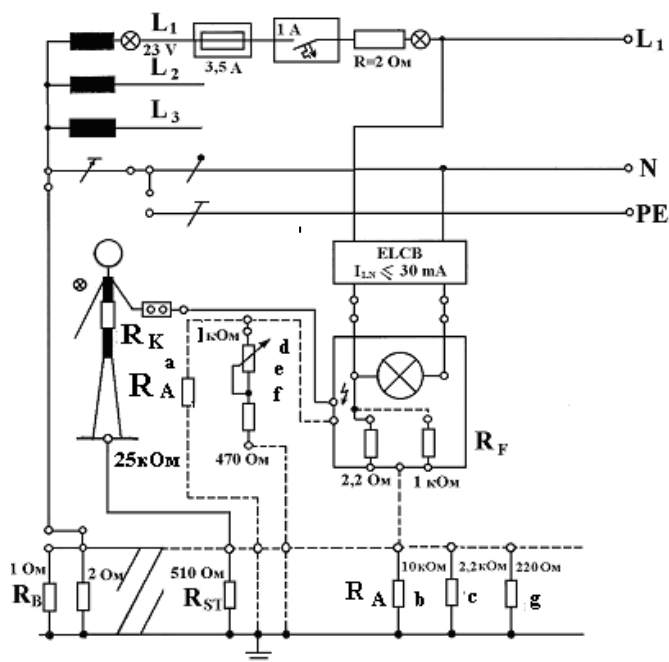 L1
23 V
3,5 А
1 А
R=2 Ом
L1
L2
L3
N
PE
ELCB
I LN ⩽ 30 mA
RK
1кОм
a
RA
d
e
f
RF
25кОм
470 Ом
2,2 Ом
1 кОм
1 Ом
RB
2 Ом
510 Ом
RST
RA
10кОм
b
2,2кОм
c
220 Ом
g